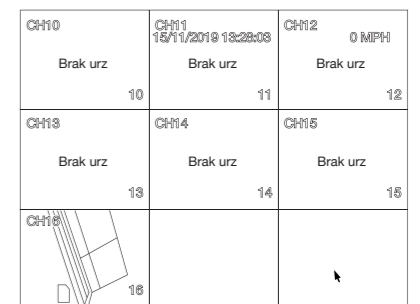 CH10
CH11
15/11/2019 13:28:03
CH12
0 MPH
Brak urz
Brak urz
Brak urz
10
11
12
CH13
CH14
CH15
Brak urz
Brak urz
Brak urz
13
14
15
CH16
16